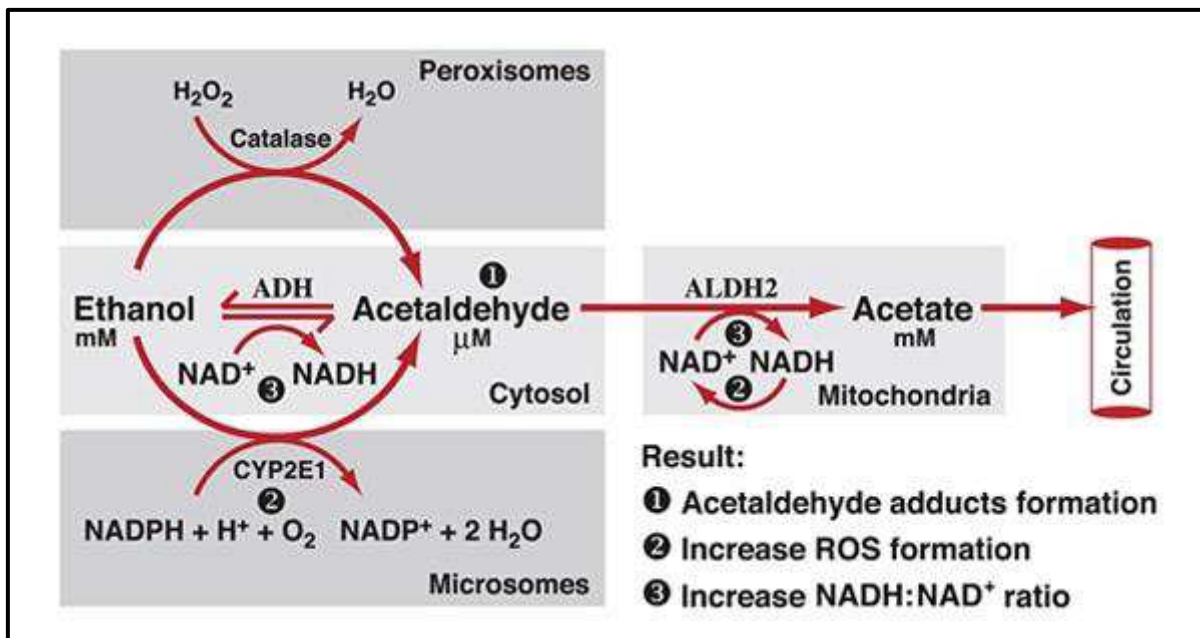 Peroxisomes
H₂O₂ H₂O
Catalase
Ethanol
mM
ADH
Acetaldehyde
μM
❶
NAD⁺ ❸ NADH
Cytosol
ALDH2
❸
NAD⁺ NADH
❷
Mitochondria
Acetate
mM
Circulation
CYP2E1
❷
NADPH + H⁺ + O₂ NADP⁺ + 2 H₂O
Microsomes
Result:
❶ Acetaldehyde adducts formation
❷ Increase ROS formation
❸ Increase NADH:NAD⁺ ratio